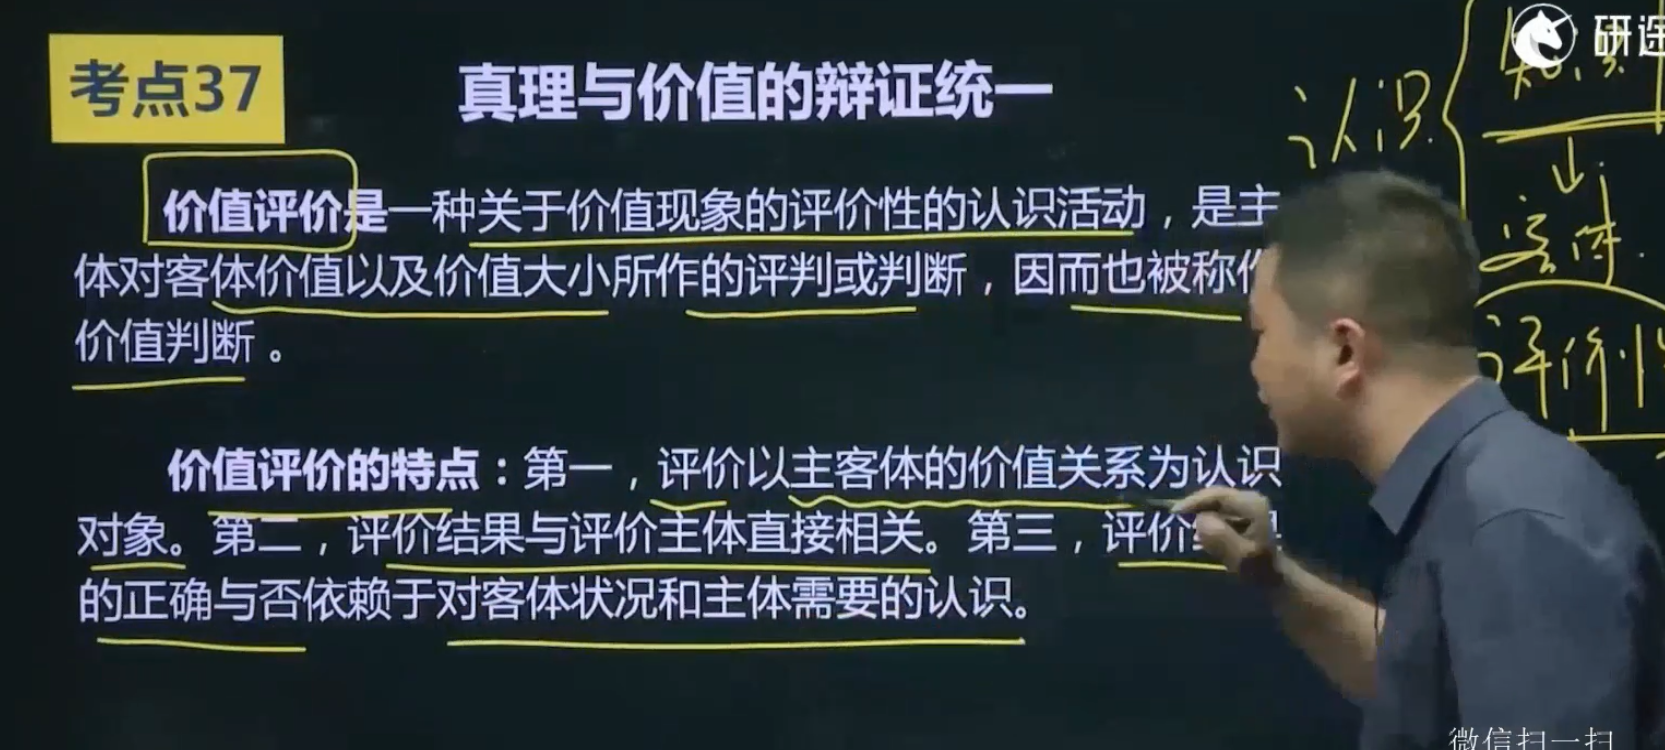 考点37
真理与价值的辩证统一
价值评价是一种关于价值现象的评价性的认识活动，是主
体对客体价值以及价值大小所作的评判或判断，因而也被称
价值判断。
价值评价的特点：第一，评价以主客体的价值关系为认识
对象。第二，评价结果与评价主体直接相关。第三，评价
的正确与否依赖于对客体状况和主体需要的认识。
认识
客体
评价性
研途
微信扫一扫